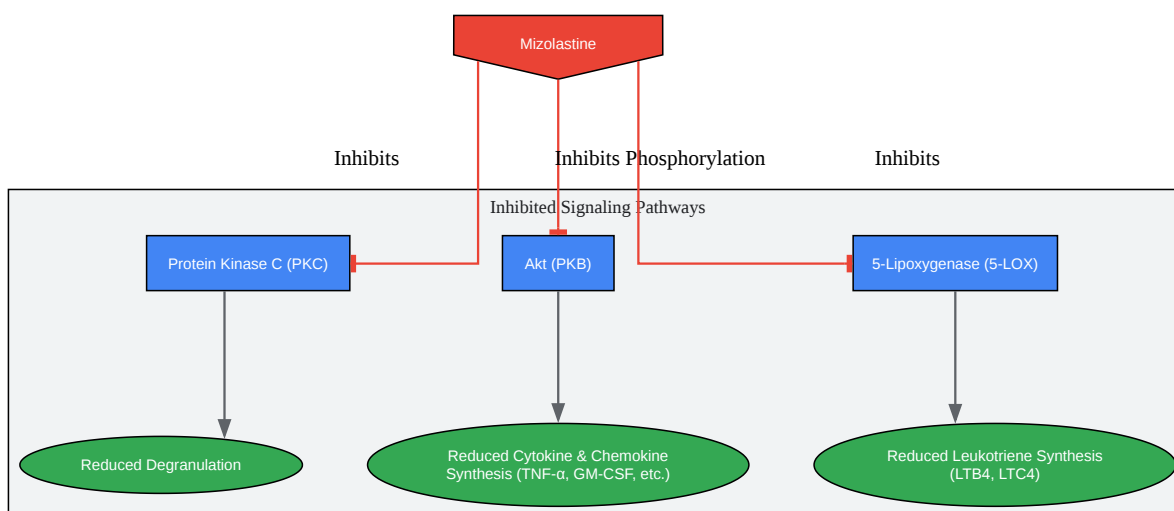 Mizolastine
Inhibits
Inhibits Phosphorylation
Inhibits
Inhibited Signaling Pathways
Protein Kinase C (PKC)
Akt (PKB)
5-Lipoxygenase (5-LOX)
Reduced Degranulation
Reduced Cytokine & Chemokine
Synthesis (TNF-α, GM-CSF, etc.)
Reduced Leukotriene Synthesis
(LTB4, LTC4)